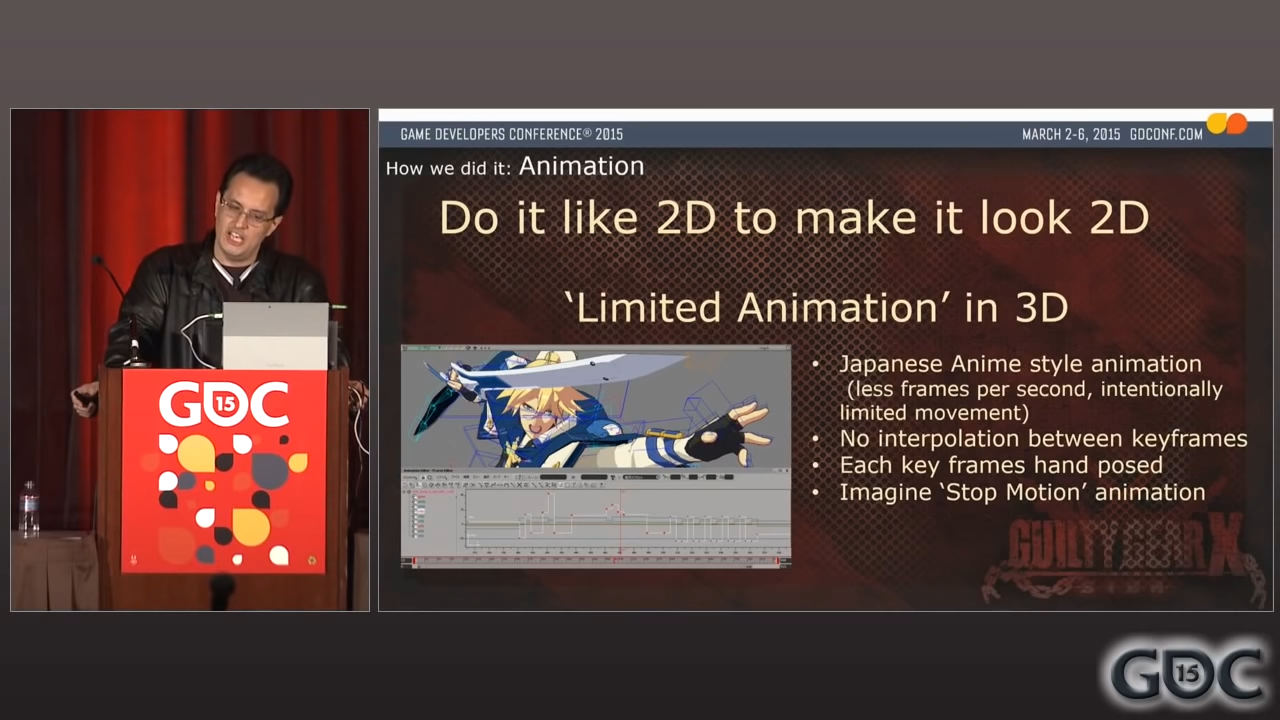 GAME DEVELOPERS CONFERENCE® 2015
MARCH 2-6, 2015 GDCONF.COM
How we did it: Animation
Do it like 2D to make it look 2D
‘Limited Animation’ in 3D
• Japanese Anime style animation
(less frames per second, intentionally
limited movement)
• No interpolation between keyframes
• Each key frames hand posed
• Imagine ‘Stop Motion’ animation
GUILTY GEAR X
GDC
15
GDC
15